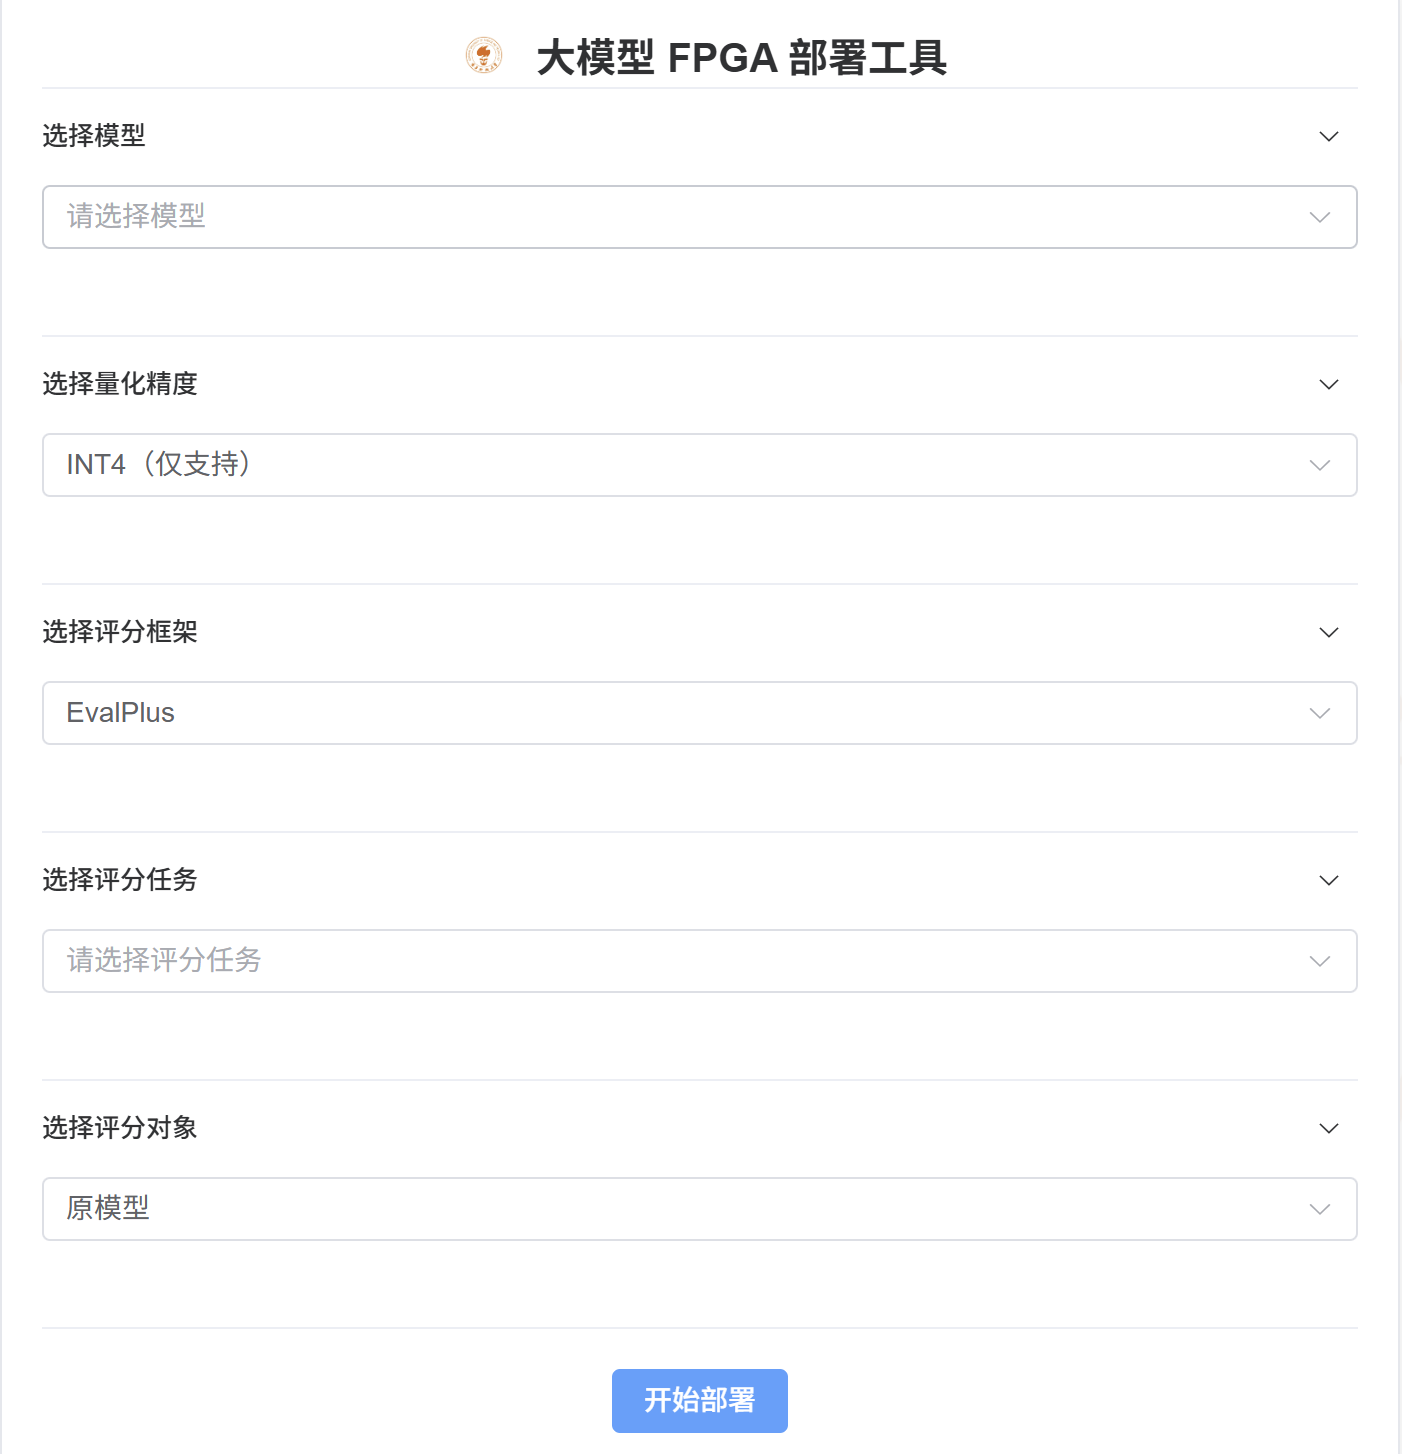 大模型 FPGA 部署工具
选择模型
请选择模型
选择量化精度
INT4（仅支持）
选择评分框架
EvalPlus
选择评分任务
请选择评分任务
选择评分对象
原模型
开始部署